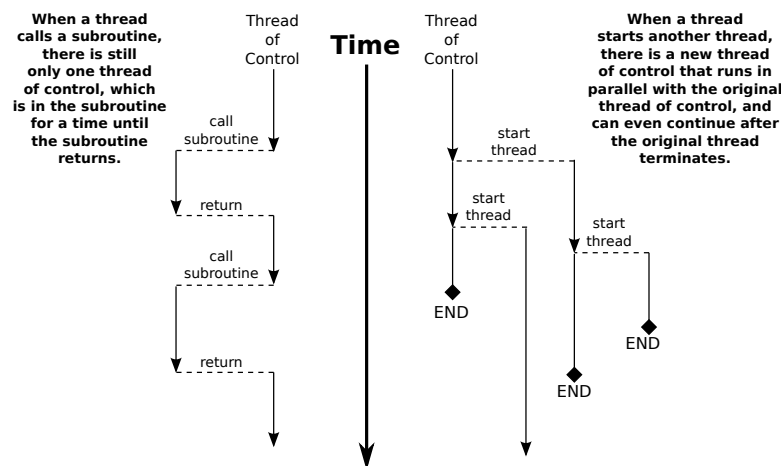 When a thread
calls a subroutine,
there is still
only one thread
of control, which
is in the subroutine
for a time until
the subroutine
returns.
Thread
of
Control
call
subroutine
return
call
subroutine
return
Time
Thread
of
Control
start
thread
start
thread
start
thread
END
END
END
When a thread
starts another thread,
there is a new thread
of control that runs in
parallel with the original
thread of control, and
can even continue after
the original thread
terminates.